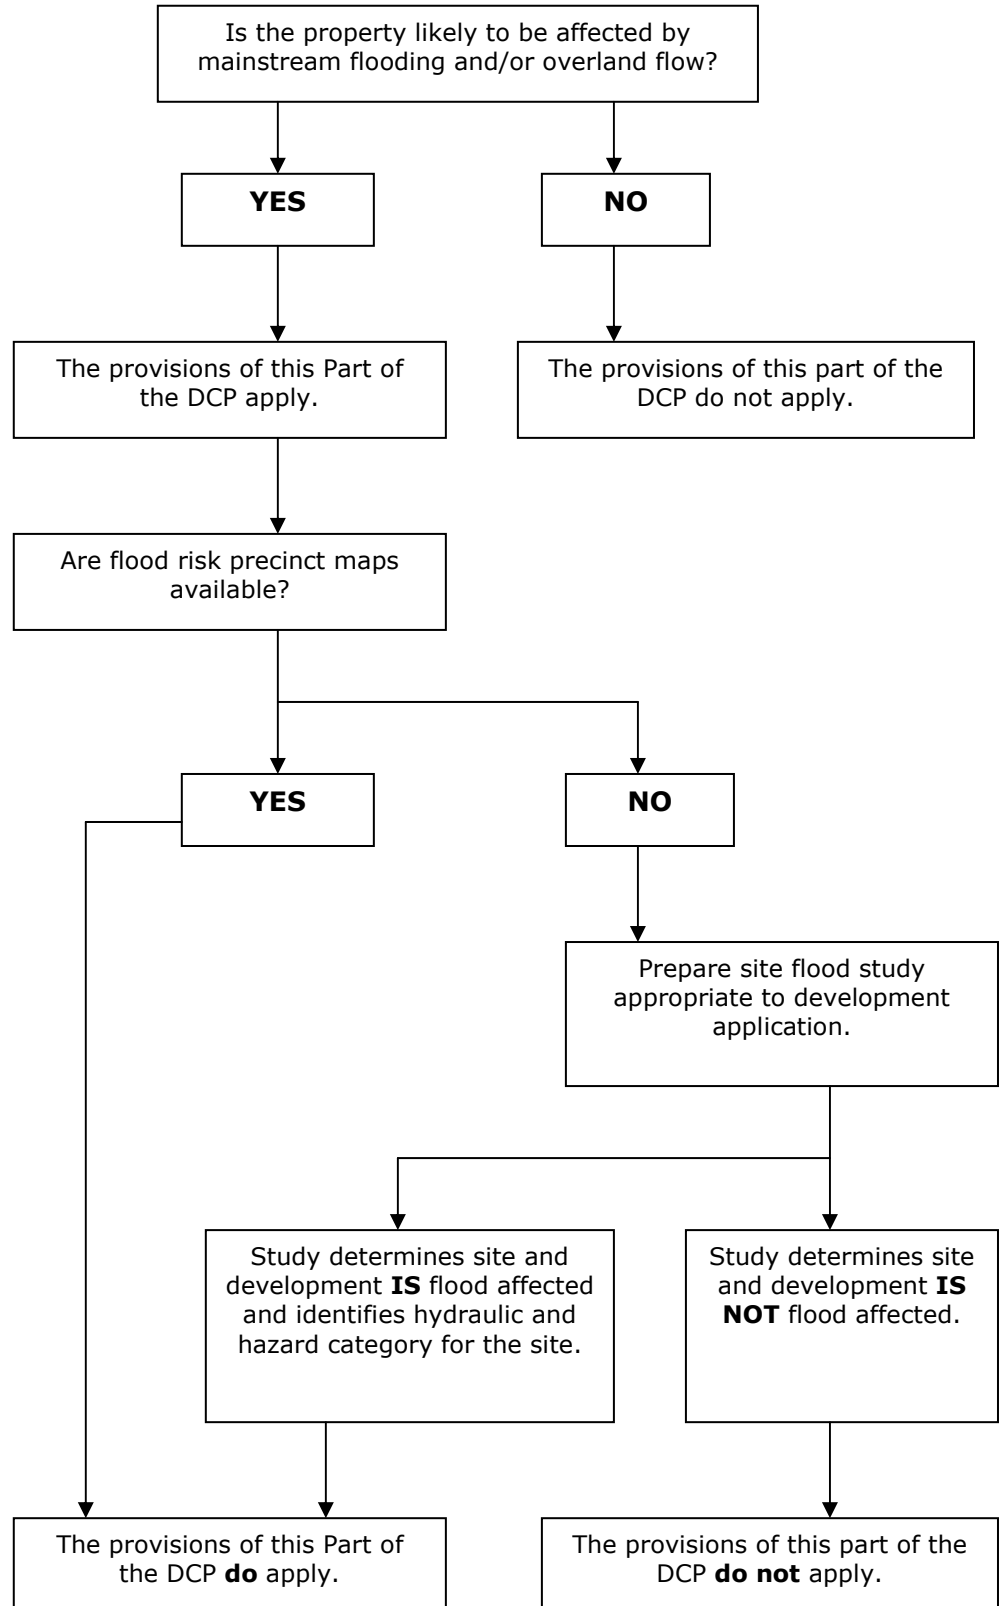 Is the property likely to be affected by
mainstream flooding and/or overland flow?
YES
NO
The provisions of this Part of
the DCP apply.
The provisions of this part of the
DCP do not apply.
Are flood risk precinct maps
available?
YES
NO
Prepare site flood study
appropriate to development
application.
Study determines site and
development IS flood affected
and identifies hydraulic and
hazard category for the site.
Study determines site
and development IS
NOT flood affected.
The provisions of this Part of
the DCP do apply.
The provisions of this part of the
DCP do not apply.